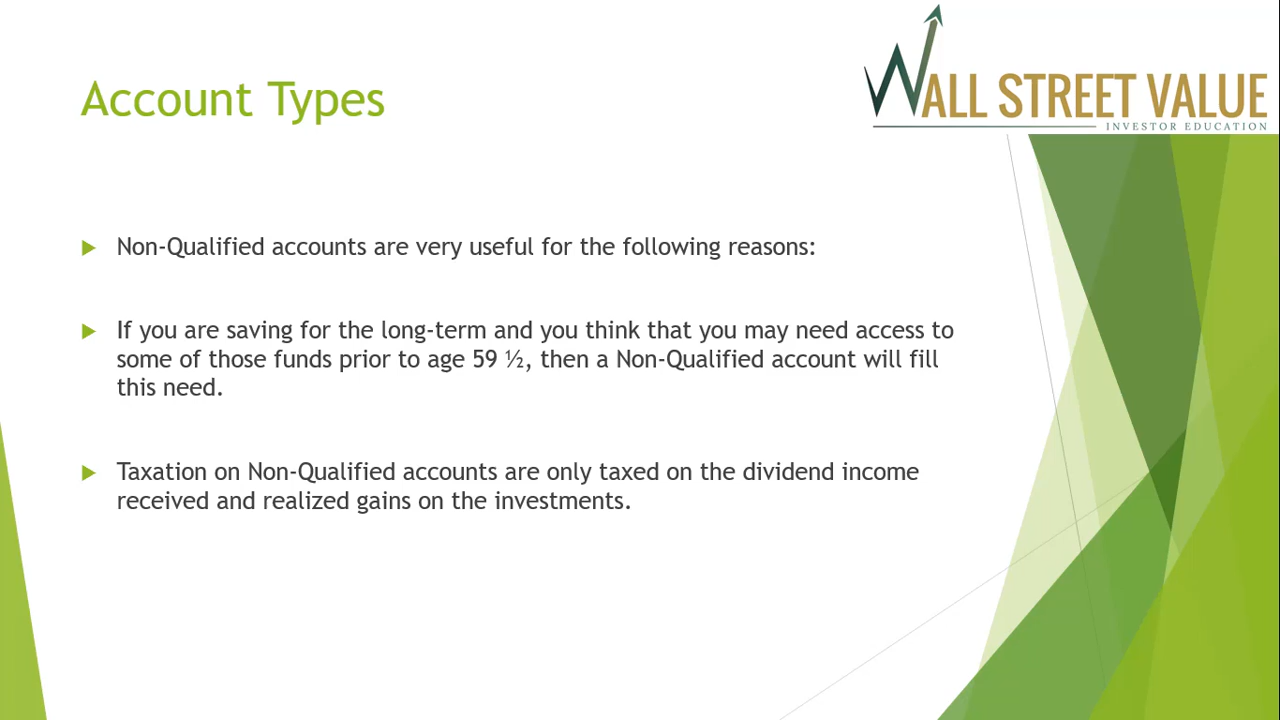 Account Types
WALL STREET VALUE
INVESTOR EDUCATION
Non-Qualified accounts are very useful for the following reasons:
If you are saving for the long-term and you think that you may need access to
some of those funds prior to age 59 ½, then a Non-Qualified account will fill
this need.
Taxation on Non-Qualified accounts are only taxed on the dividend income
received and realized gains on the investments.